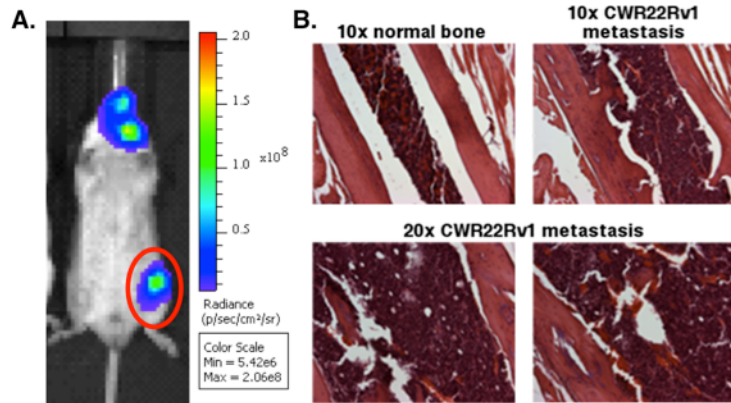 A.
2.0
1.5
x10⁸
1.0
0.5
Radiance
(p/sec/cm²/sr)
Color Scale
Min = 5.42e6
Max = 2.06e8
B.
10x normal bone
10x CWR22Rv1
metastasis
20x CWR22Rv1 metastasis